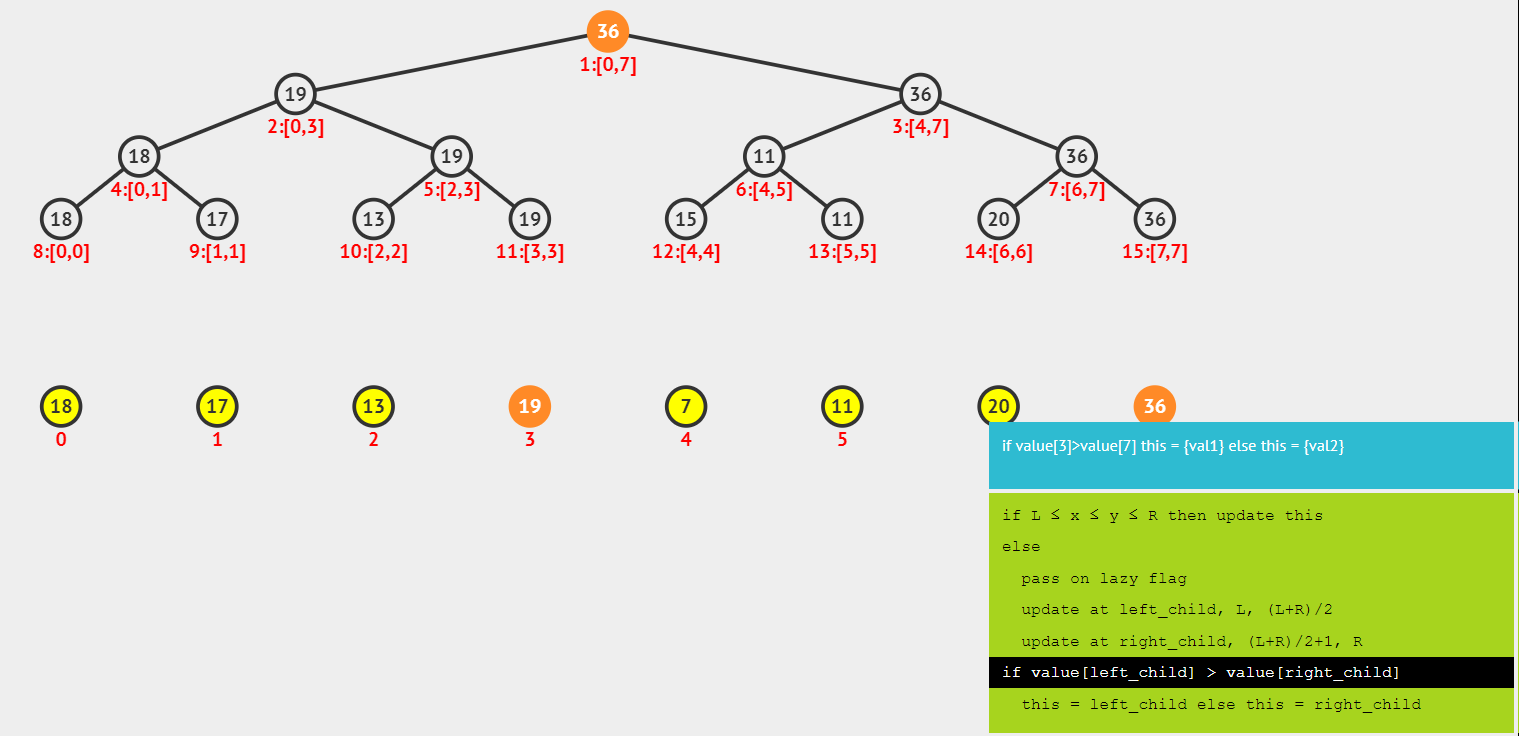 36
1:[0,7]
19 36
2:[0,3] 3:[4,7]
18 19 11 36
4:[0,1] 5:[2,3] 6:[4,5] 7:[6,7]
18 17 13 19 15 11 20 36
8:[0,0] 9:[1,1] 10:[2,2] 11:[3,3] 12:[4,4] 13:[5,5] 14:[6,6] 15:[7,7]
18 17 13 19 7 11 20 36
0 1 2 3 4 5
if value[3]>value[7] this = {val1} else this = {val2}
if L ≤ x ≤ y ≤ R then update this
else
pass on lazy flag
update at left_child, L, (L+R)/2
update at right_child, (L+R)/2+1, R
if value[left_child] > value[right_child]
this = left_child else this = right_child